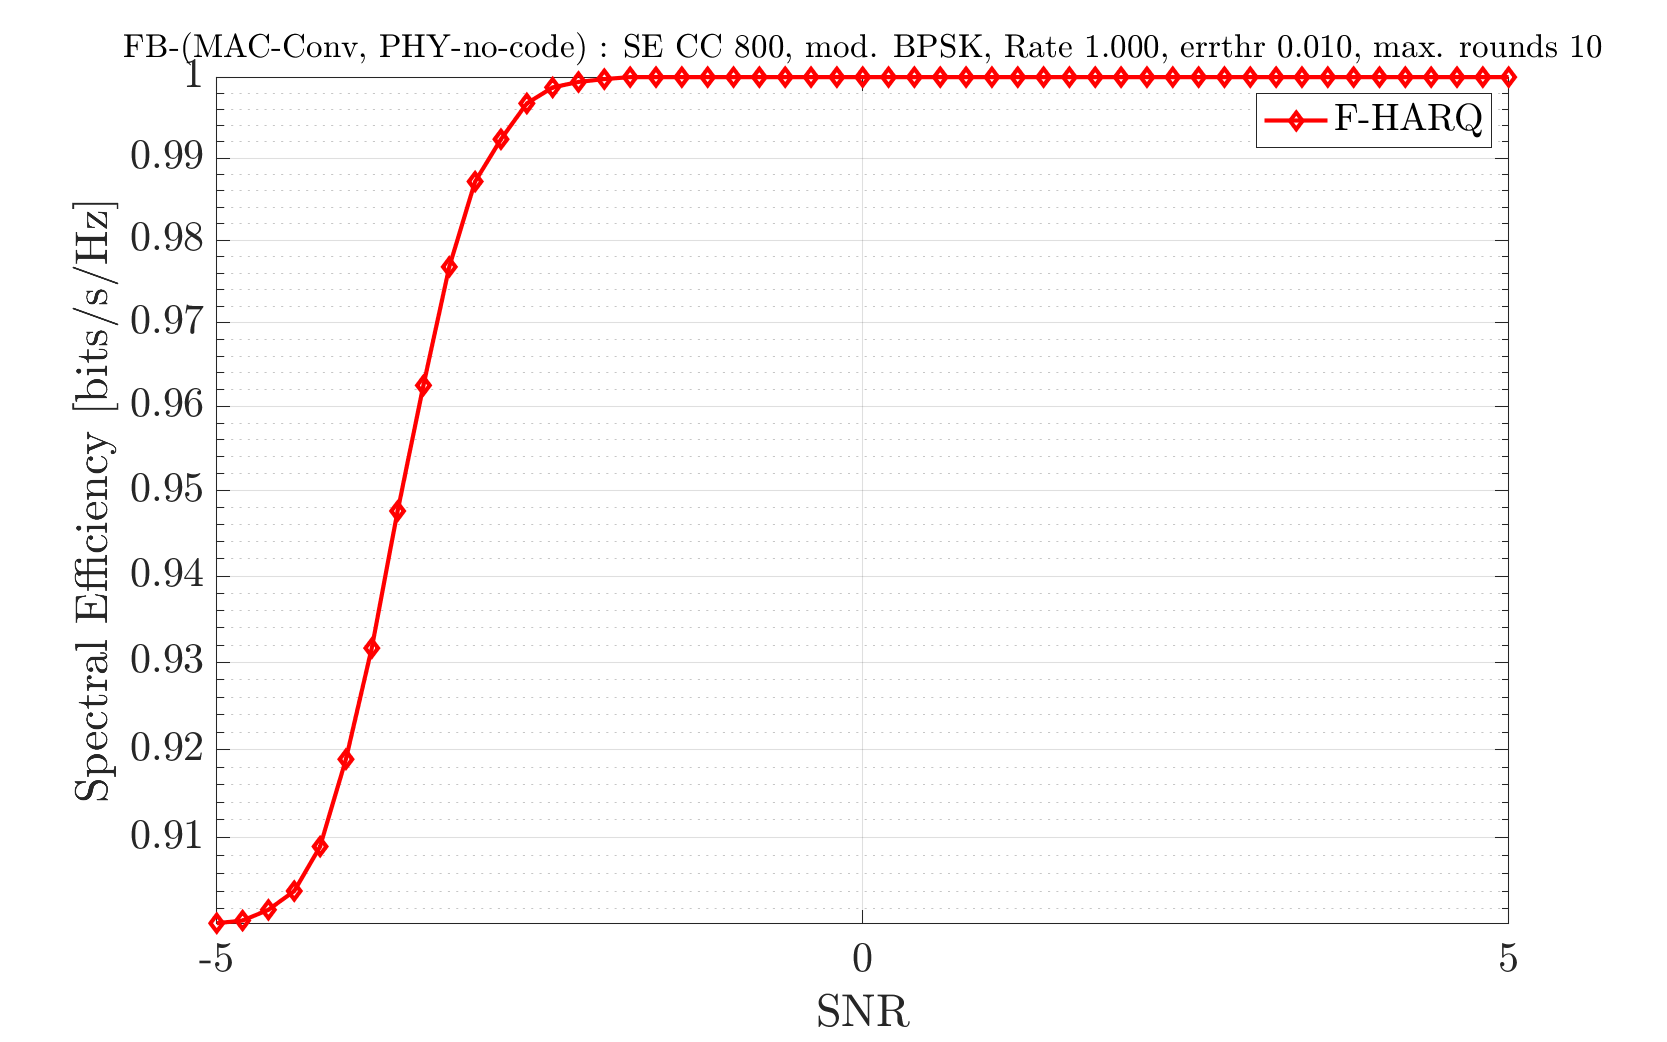 FB-(MAC-Conv, PHY-no-code) : SE CC 800, mod. BPSK, Rate 1.000, errthr 0.010, max. rounds 10
1
F-HARQ
0.99
0.98
0.97
0.96
0.95
0.94
0.93
0.92
0.91
Spectral Efficiency [bits/s/Hz]
-5 0 5
SNR